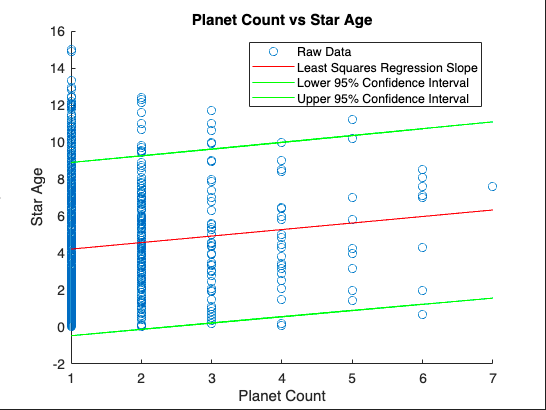 Planet Count vs Star Age
Raw Data
Least Squares Regression Slope
Lower 95% Confidence Interval
Upper 95% Confidence Interval
Star Age
16
14
12
10
8
6
4
2
0
-2
1 2 3 4 5 6 7
Planet Count